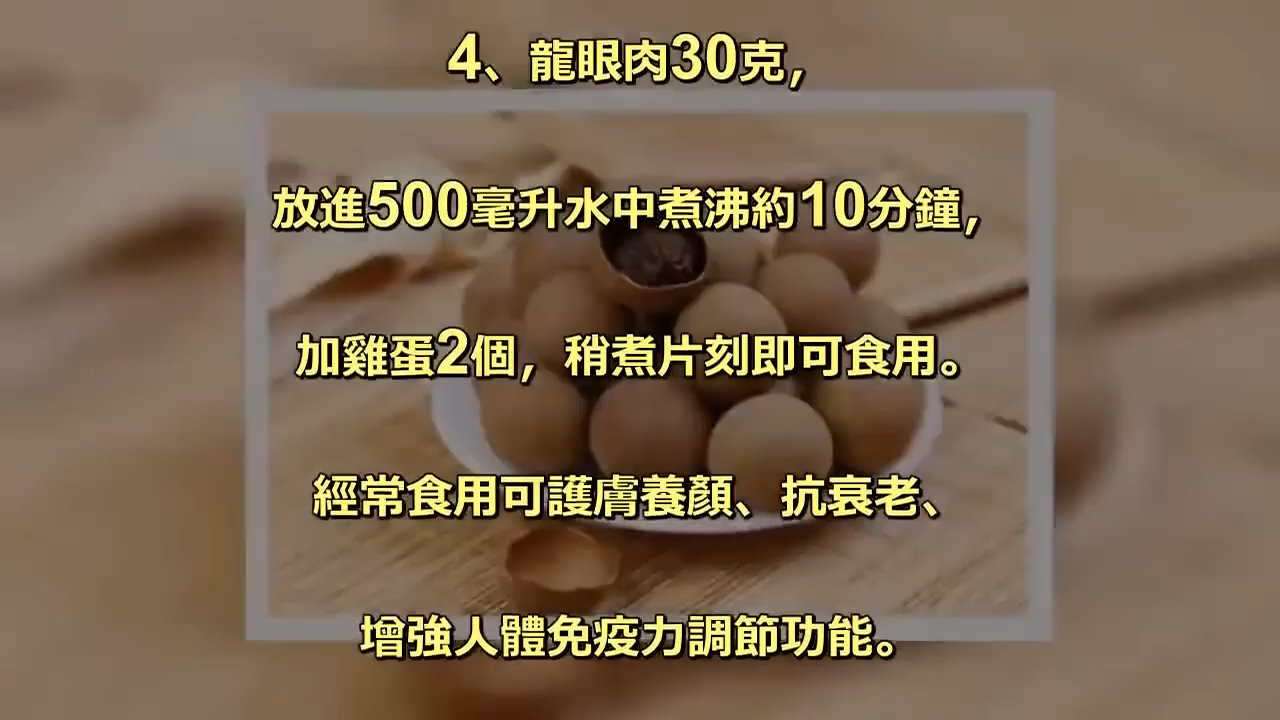 4、龍眼肉30克，
放進500毫升水中煮沸約10分鐘，
加雞蛋2個，稍煮片刻即可食用。
經常食用可護膚養顏、抗衰老、
增強人體免疫力調節功能。